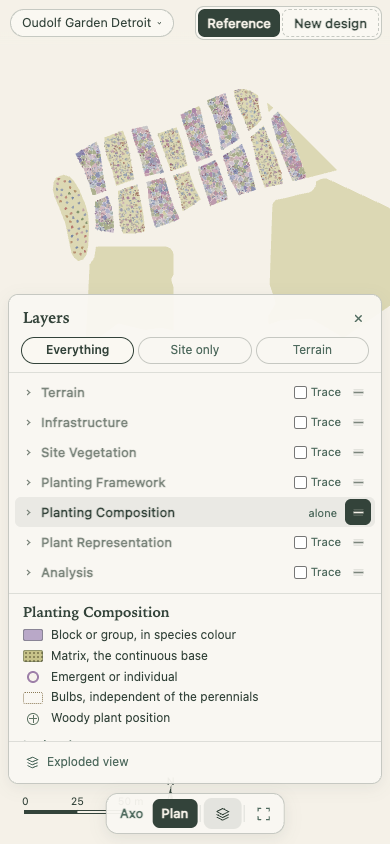 Oudolf Garden Detroit
Reference New design
Layers
Everything Site only Terrain
Terrain Trace
Infrastructure Trace
Site Vegetation Trace
Planting Framework Trace
Planting Composition alone
Plant Representation Trace
Analysis Trace
Planting Composition
Block or group, in species colour
Matrix, the continuous base
Emergent or individual
Bulbs, independent of the perennials
Woody plant position
Exploded view
0 25
Axo Plan